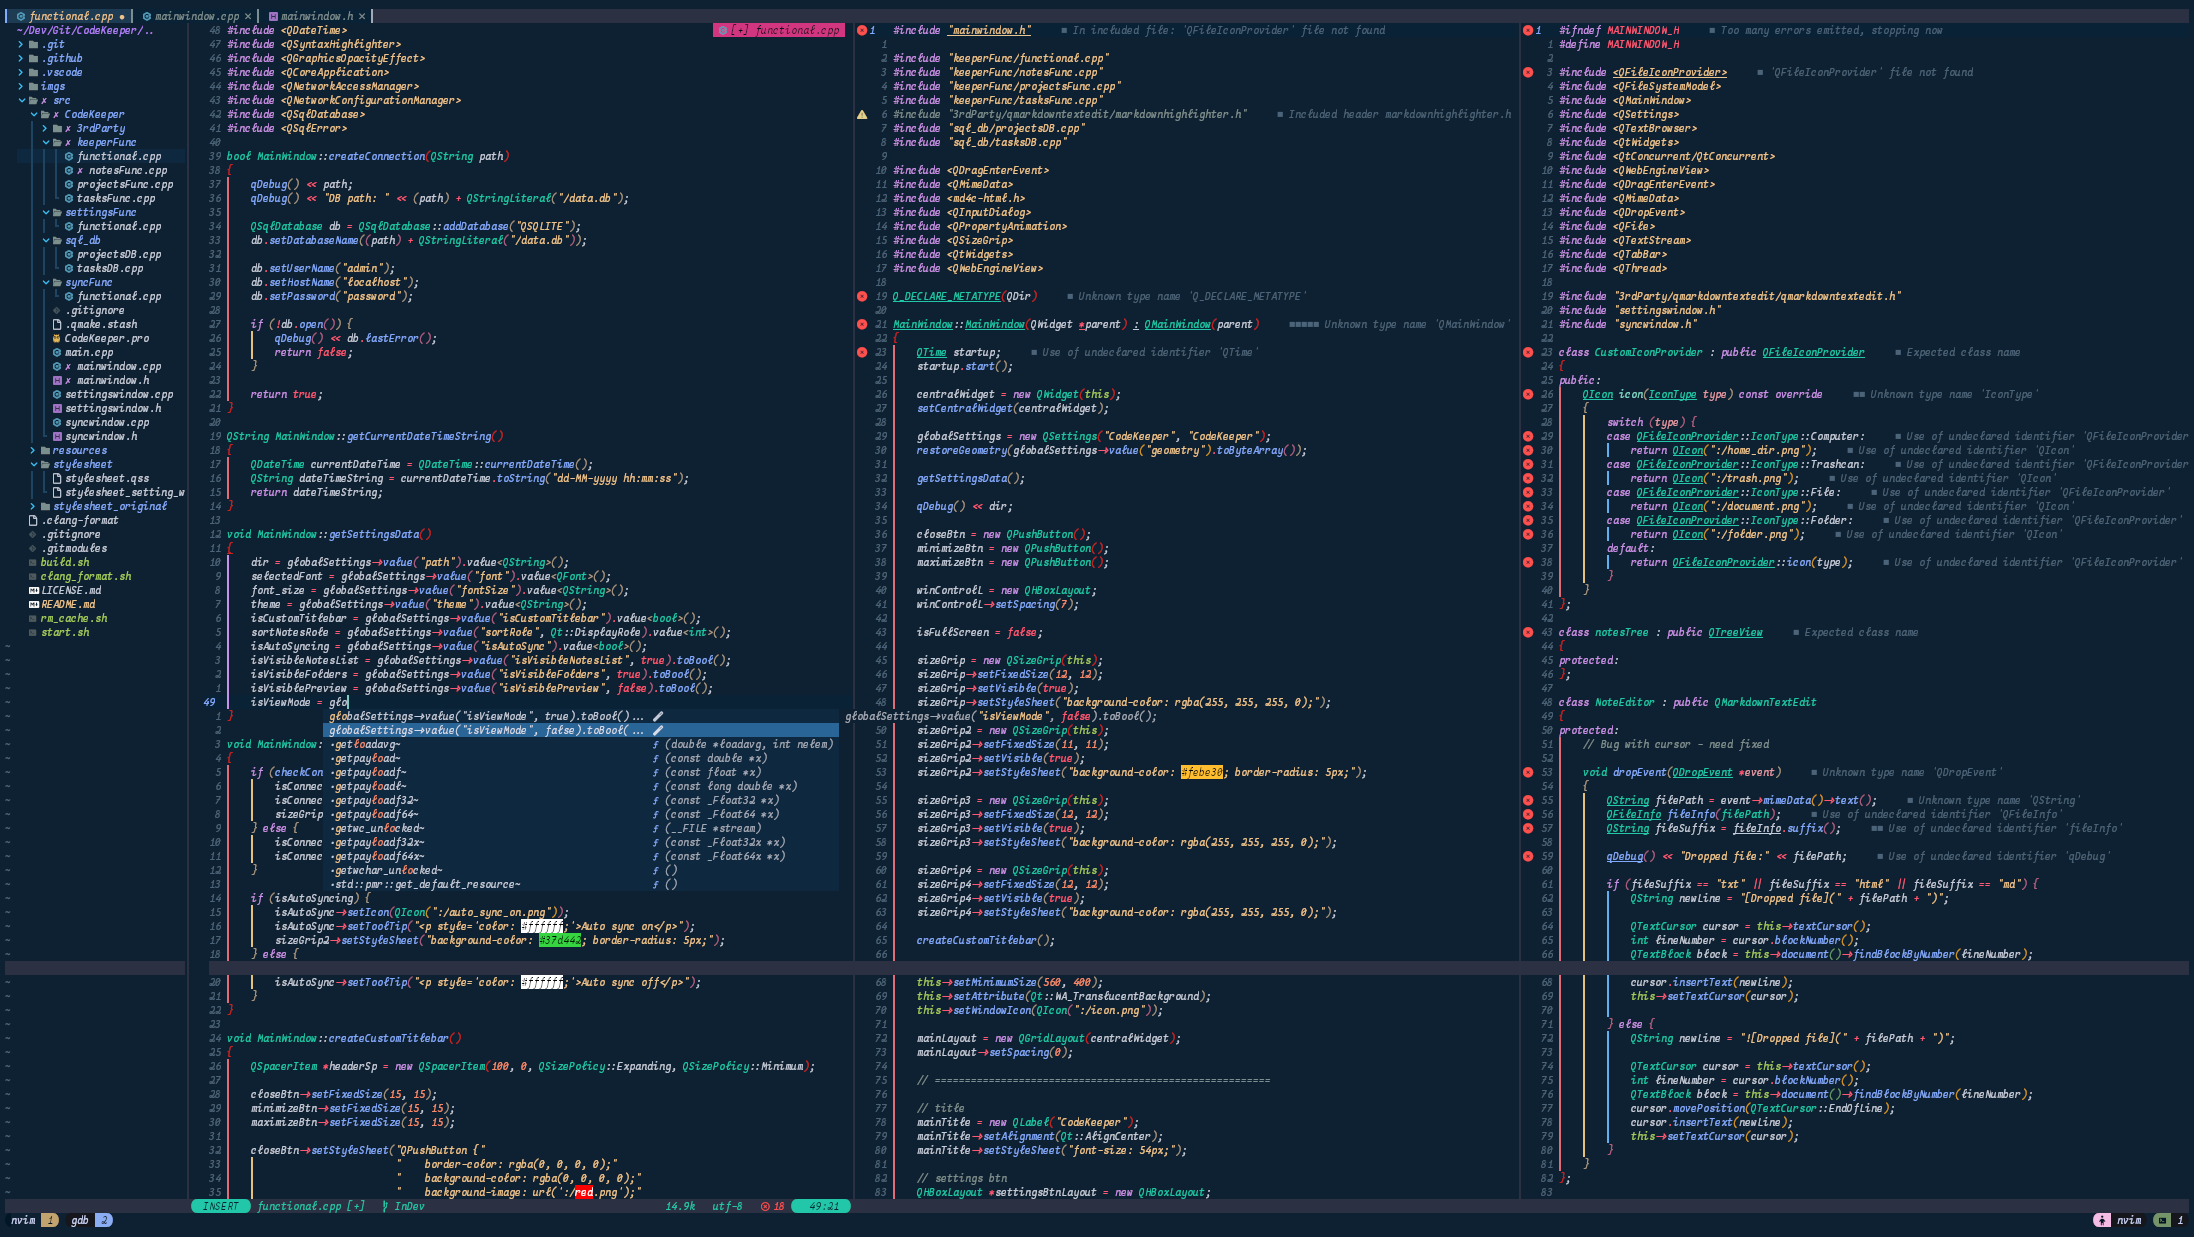 functional.cpp ● mainwindow.cpp × mainwindow.h ×
~/Dev/Git/CodeKeeper/..
.git
.github
.vscode
imgs
✗ src
✗ CodeKeeper
✗ 3rdParty
✗ keeperFunc
functional.cpp
✗ notesFunc.cpp
projectsFunc.cpp
tasksFunc.cpp
settingsFunc
functional.cpp
sql_db
projectsDB.cpp
tasksDB.cpp
syncFunc
functional.cpp
.gitignore
.qmake.stash
CodeKeeper.pro
main.cpp
✗ mainwindow.cpp
✗ mainwindow.h
settingswindow.cpp
settingswindow.h
syncwindow.cpp
syncwindow.h
resources
stylesheet
stylesheet.qss
stylesheet_setting_w
stylesheet_original
.clang-format
.gitignore
.gitmodules
build.sh
clang_format.sh
LICENSE.md
README.md
rm_cache.sh
start.sh
[+] functional.cpp
48 #include <QDateTime>
47 #include <QSyntaxHighlighter>
46 #include <QGraphicsOpacityEffect>
45 #include <QCoreApplication>
44 #include <QNetworkAccessManager>
43 #include <QNetworkConfigurationManager>
42 #include <QSqlDatabase>
41 #include <QSqlError>
40
39 bool MainWindow::createConnection(QString path)
38 {
37 qDebug() << path;
36 qDebug() << "DB path: " << (path) + QStringLiteral("/data.db");
35
34 QSqlDatabase db = QSqlDatabase::addDatabase("QSQLITE");
33 db.setDatabaseName((path) + QStringLiteral("/data.db"));
32
31 db.setUserName("admin");
30 db.setHostName("localhost");
29 db.setPassword("password");
28
27 if (!db.open()) {
26 qDebug() << db.lastError();
25 return false;
24 }
23
22 return true;
21 }
20
19 QString MainWindow::getCurrentDateTimeString()
18 {
17 QDateTime currentDateTime = QDateTime::currentDateTime();
16 QString dateTimeString = currentDateTime.toString("dd-MM-yyyy hh:mm:ss");
15 return dateTimeString;
14 }
13
12 void MainWindow::getSettingsData()
11 {
10 dir = globalSettings->value("path").value<QString>();
9 selectedFont = globalSettings->value("font").value<QFont>();
8 font_size = globalSettings->value("fontSize").value<QString>();
7 theme = globalSettings->value("theme").value<QString>();
6 isCustomTitlebar = globalSettings->value("isCustomTitlebar").value<bool>();
5 sortNotesRole = globalSettings->value("sortRole", Qt::DisplayRole).value<int>();
4 isAutoSyncing = globalSettings->value("isAutoSync").value<bool>();
3 isVisibleNotesList = globalSettings->value("isVisibleNotesList", true).toBool();
2 isVisibleFolders = globalSettings->value("isVisibleFolders", true).toBool();
1 isVisiblePreview = globalSettings->value("isVisiblePreview", false).toBool();
49 isViewMode = glo
1 } globalSettings->value("isViewMode", true).toBool()...
2 globalSettings->value("isViewMode", false).toBool(...
3 void MainWindow: •getloadavg~ f (double *loadavg, int nelem)
4 { •getpayload~ f (const double *x)
5 if (checkCon •getpayloadf~ f (const float *x)
6 isConnec •getpayloadl~ f (const long double *x)
7 isConnec •getpayloadf32~ f (const _Float32 *x)
8 sizeGrip •getpayloadf64~ f (const _Float64 *x)
9 } else { •getwc_unlocked~ f (__FILE *stream)
10 isConnec •getpayloadf32x~ f (const _Float32x *x)
11 isConnec •getpayloadf64x~ f (const _Float64x *x)
12 } •getwchar_unlocked~ f ()
13 •std::pmr::get_default_resource~ f ()
14 if (isAutoSyncing) {
15 isAutoSync->setIcon(QIcon(":/auto_sync_on.png"));
16 isAutoSync->setToolTip("<p style='color: #ffffff;'>Auto sync on</p>");
17 sizeGrip2->setStyleSheet("background-color: #37d442; border-radius: 5px;");
18 } else {
20 isAutoSync->setToolTip("<p style='color: #ffffff;'>Auto sync off</p>");
21 }
22 }
23
24 void MainWindow::createCustomTitlebar()
25 {
26 QSpacerItem *headerSp = new QSpacerItem(100, 0, QSizePolicy::Expanding, QSizePolicy::Minimum);
27
28 closeBtn->setFixedSize(15, 15);
29 minimizeBtn->setFixedSize(15, 15);
30 maximizeBtn->setFixedSize(15, 15);
31
32 closeBtn->setStyleSheet("QPushButton {"
33 " border-color: rgba(0, 0, 0, 0);"
34 " background-color: rgba(0, 0, 0, 0);"
35 " background-image: url(':/red.png');"
1 #include "mainwindow.h" ■ In included file: 'QFileIconProvider' file not found
1
2 #include "keeperFunc/functional.cpp"
3 #include "keeperFunc/notesFunc.cpp"
4 #include "keeperFunc/projectsFunc.cpp"
5 #include "keeperFunc/tasksFunc.cpp"
6 #include "3rdParty/qmarkdowntextedit/markdownhighlighter.h" ■ Included header markdownhighlighter.h
7 #include "sql_db/projectsDB.cpp"
8 #include "sql_db/tasksDB.cpp"
9
10 #include <QDragEnterEvent>
11 #include <QMimeData>
12 #include <md4c-html.h>
13 #include <QInputDialog>
14 #include <QPropertyAnimation>
15 #include <QSizeGrip>
16 #include <QtWidgets>
17 #include <QWebEngineView>
18
19 Q_DECLARE_METATYPE(QDir) ■ Unknown type name 'Q_DECLARE_METATYPE'
20
21 MainWindow::MainWindow(QWidget *parent) : QMainWindow(parent) ■■■■■ Unknown type name 'QMainWindow'
22 {
23 QTime startup; ■ Use of undeclared identifier 'QTime'
24 startup.start();
25
26 centralWidget = new QWidget(this);
27 setCentralWidget(centralWidget);
28
29 globalSettings = new QSettings("CodeKeeper", "CodeKeeper");
30 restoreGeometry(globalSettings->value("geometry").toByteArray());
31
32 getSettingsData();
33
34 qDebug() << dir;
35
36 closeBtn = new QPushButton();
37 minimizeBtn = new QPushButton();
38 maximizeBtn = new QPushButton();
39
40 winControlL = new QHBoxLayout;
41 winControlL->setSpacing(7);
42
43 isFullScreen = false;
44
45 sizeGrip = new QSizeGrip(this);
46 sizeGrip->setFixedSize(12, 12);
47 sizeGrip->setVisible(true);
48 sizeGrip->setStyleSheet("background-color: rgba(255, 255, 255, 0);");
globalSettings->value("isViewMode", false).toBool();
50 sizeGrip2 = new QSizeGrip(this);
51 sizeGrip2->setFixedSize(11, 11);
52 sizeGrip2->setVisible(true);
53 sizeGrip2->setStyleSheet("background-color: #febe30; border-radius: 5px;");
54
55 sizeGrip3 = new QSizeGrip(this);
56 sizeGrip3->setFixedSize(12, 12);
57 sizeGrip3->setVisible(true);
58 sizeGrip3->setStyleSheet("background-color: rgba(255, 255, 255, 0);");
59
60 sizeGrip4 = new QSizeGrip(this);
61 sizeGrip4->setFixedSize(12, 12);
62 sizeGrip4->setVisible(true);
63 sizeGrip4->setStyleSheet("background-color: rgba(255, 255, 255, 0);");
64
65 createCustomTitlebar();
66
68 this->setMinimumSize(560, 400);
69 this->setAttribute(Qt::WA_TranslucentBackground);
70 this->setWindowIcon(QIcon(":/icon.png"));
71
72 mainLayout = new QGridLayout(centralWidget);
73 mainLayout->setSpacing(0);
74
75 // ========================================================
76
77 // title
78 mainTitle = new QLabel("CodeKeeper");
79 mainTitle->setAlignment(Qt::AlignCenter);
80 mainTitle->setStyleSheet("font-size: 54px;");
81
82 // settings btn
83 QHBoxLayout *settingsBtnLayout = new QHBoxLayout;
1 #ifndef MAINWINDOW_H ■ Too many errors emitted, stopping now
1 #define MAINWINDOW_H
2
3 #include <QFileIconProvider> ■ 'QFileIconProvider' file not found
4 #include <QFileSystemModel>
5 #include <QMainWindow>
6 #include <QSettings>
7 #include <QTextBrowser>
8 #include <QtWidgets>
9 #include <QtConcurrent/QtConcurrent>
10 #include <QWebEngineView>
11 #include <QDragEnterEvent>
12 #include <QMimeData>
13 #include <QDropEvent>
14 #include <QFile>
15 #include <QTextStream>
16 #include <QTabBar>
17 #include <QThread>
18
19 #include "3rdParty/qmarkdowntextedit/qmarkdowntextedit.h"
20 #include "settingswindow.h"
21 #include "syncwindow.h"
22
23 class CustomIconProvider : public QFileIconProvider ■ Expected class name
24 {
25 public:
26 QIcon icon(IconType type) const override ■■ Unknown type name 'IconType'
27 {
28 switch (type) {
29 case QFileIconProvider::IconType::Computer: ■ Use of undeclared identifier 'QFileIconProvider
30 return QIcon(":/home_dir.png"); ■ Use of undeclared identifier 'QIcon'
31 case QFileIconProvider::IconType::Trashcan: ■ Use of undeclared identifier 'QFileIconProvider
32 return QIcon(":/trash.png"); ■ Use of undeclared identifier 'QIcon'
33 case QFileIconProvider::IconType::File: ■ Use of undeclared identifier 'QFileIconProvider'
34 return QIcon(":/document.png"); ■ Use of undeclared identifier 'QIcon'
35 case QFileIconProvider::IconType::Folder: ■ Use of undeclared identifier 'QFileIconProvider'
36 return QIcon(":/folder.png"); ■ Use of undeclared identifier 'QIcon'
37 default:
38 return QFileIconProvider::icon(type); ■ Use of undeclared identifier 'QFileIconProvider'
39 }
40 }
41 };
42
43 class notesTree : public QTreeView ■ Expected class name
44 {
45 protected:
46 };
47
48 class NoteEditor : public QMarkdownTextEdit
49 {
50 protected:
51 // Bug with cursor - need fixed
52
53 void dropEvent(QDropEvent *event) ■ Unknown type name 'QDropEvent'
54 {
55 QString filePath = event->mimeData()->text(); ■ Unknown type name 'QString'
56 QFileInfo fileInfo(filePath); ■ Use of undeclared identifier 'QFileInfo'
57 QString fileSuffix = fileInfo.suffix(); ■■ Use of undeclared identifier 'fileInfo'
58
59 qDebug() << "Dropped file:" << filePath; ■ Use of undeclared identifier 'qDebug'
60
61 if (fileSuffix == "txt" || fileSuffix == "html" || fileSuffix == "md") {
62 QString newLine = "[Dropped file](" + filePath + ")";
63
64 QTextCursor cursor = this->textCursor();
65 int lineNumber = cursor.blockNumber();
66 QTextBlock block = this->document()->findBlockByNumber(lineNumber);
68 cursor.insertText(newLine);
69 this->setTextCursor(cursor);
70
71 } else {
72 QString newLine = "![Dropped file](" + filePath + ")";
73
74 QTextCursor cursor = this->textCursor();
75 int lineNumber = cursor.blockNumber();
76 QTextBlock block = this->document()->findBlockByNumber(lineNumber);
77 cursor.movePosition(QTextCursor::EndOfLine);
78 cursor.insertText(newLine);
79 this->setTextCursor(cursor);
80 }
81 }
82 };
83
INSERT functional.cpp [+] InDev 14.9k utf-8 18 49:21
nvim 1 gdb 2 nvim 1